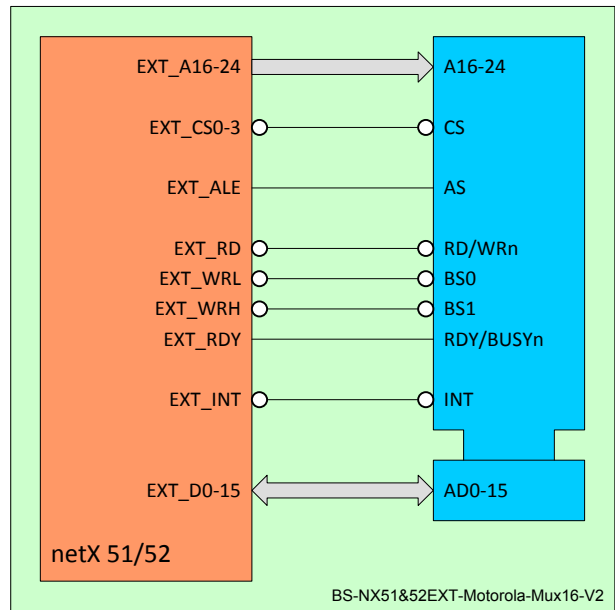 EXT_A16-24 A16-24
EXT_CS0-3 CS
EXT_ALE AS
EXT_RD RD/WRn
EXT_WRL BS0
EXT_WRH BS1
EXT_RDY RDY/BUSYn
EXT_INT INT
EXT_D0-15 AD0-15
netX 51/52
BS-NX51&52EXT-Motorola-Mux16-V2